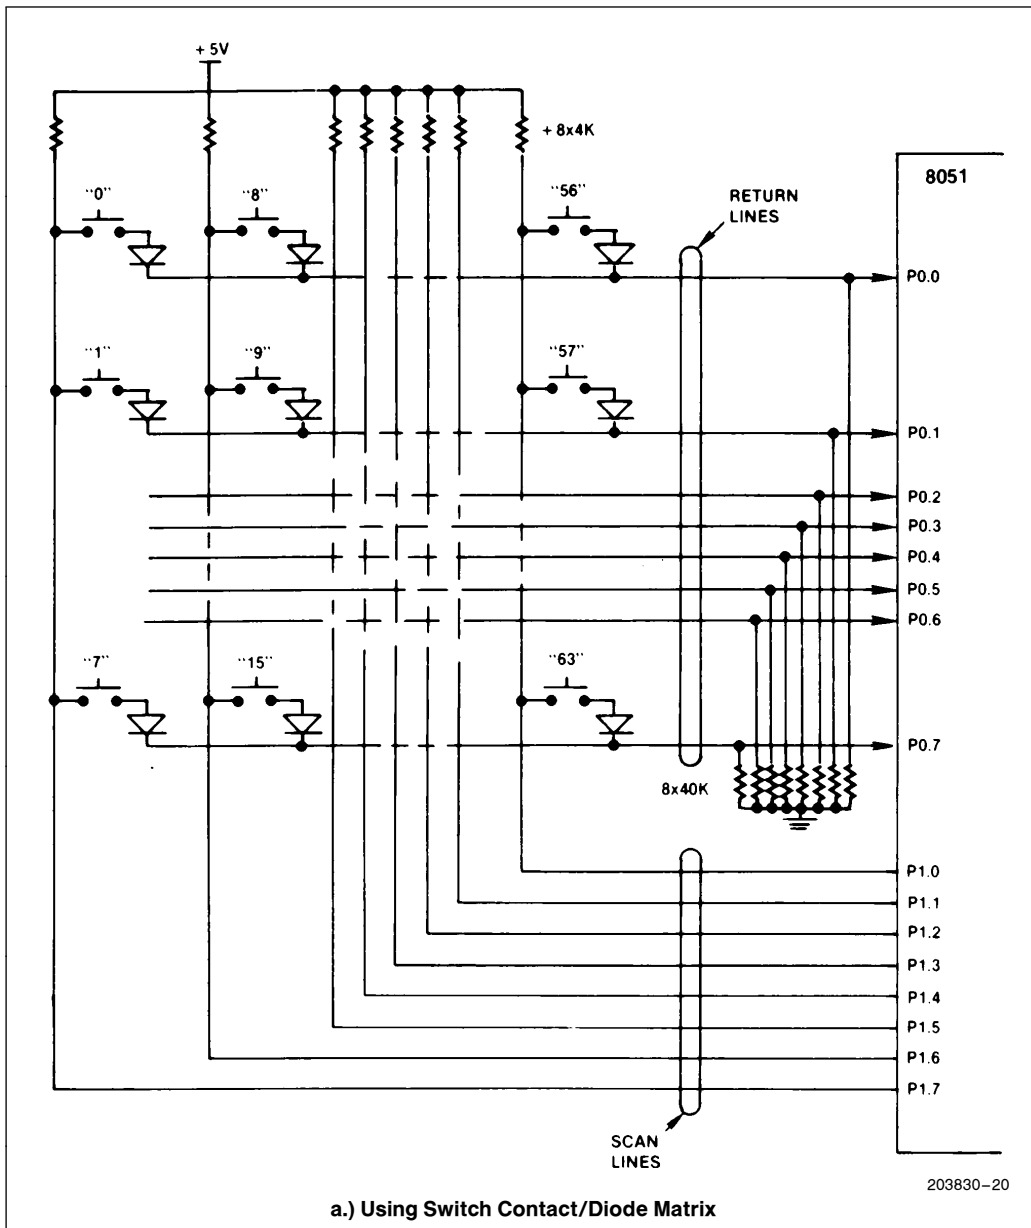 + 5V
+ 8x4K
8051
"0"
"8"
"56"
RETURN
LINES
P0.0
"1"
"9"
"57"
P0.1
P0.2
P0.3
P0.4
P0.5
P0.6
"7"
"15"
"63"
P0.7
8x40K
P1.0
P1.1
P1.2
P1.3
P1.4
P1.5
P1.6
P1.7
SCAN
LINES
203830–20
a.) Using Switch Contact/Diode Matrix